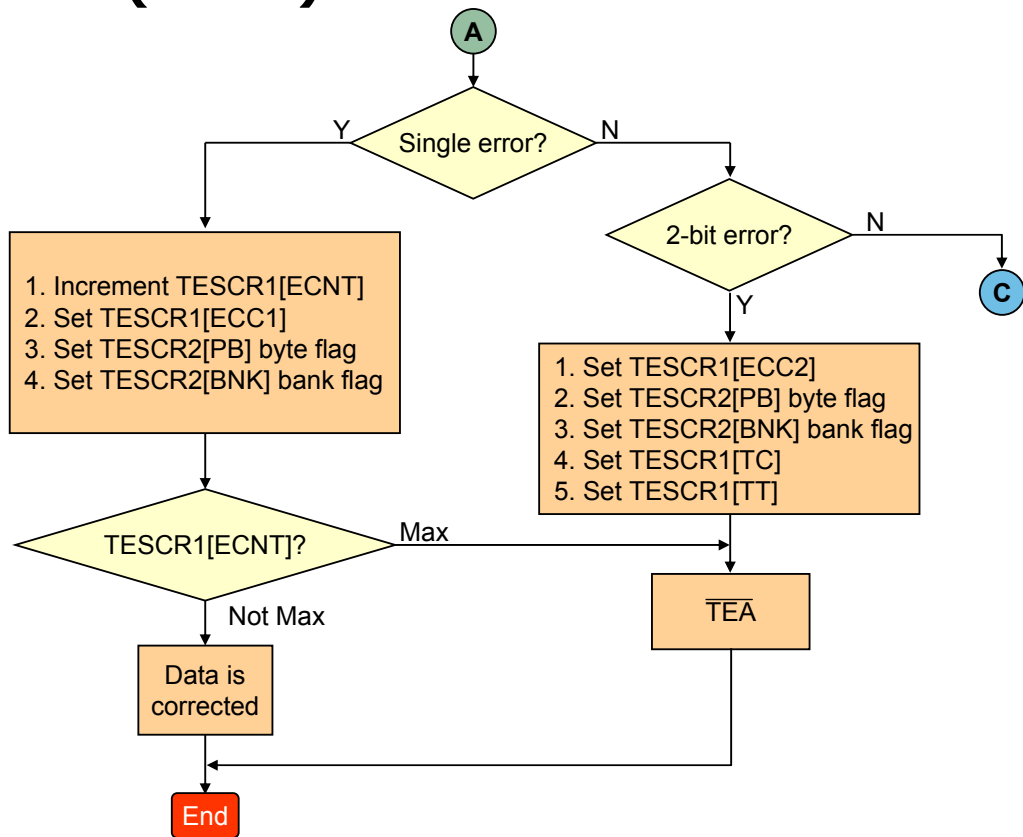 A
Single error?
Y
N
2-bit error?
N
C
Y
1. Increment TESCR1[ECNT]
2. Set TESCR1[ECC1]
3. Set TESCR2[PB] byte flag
4. Set TESCR2[BNK] bank flag
1. Set TESCR1[ECC2]
2. Set TESCR2[PB] byte flag
3. Set TESCR2[BNK] bank flag
4. Set TESCR1[TC]
5. Set TESCR1[TT]
TESCR1[ECNT]?
Max
Not Max
T̅E̅A̅
Data is
corrected
End